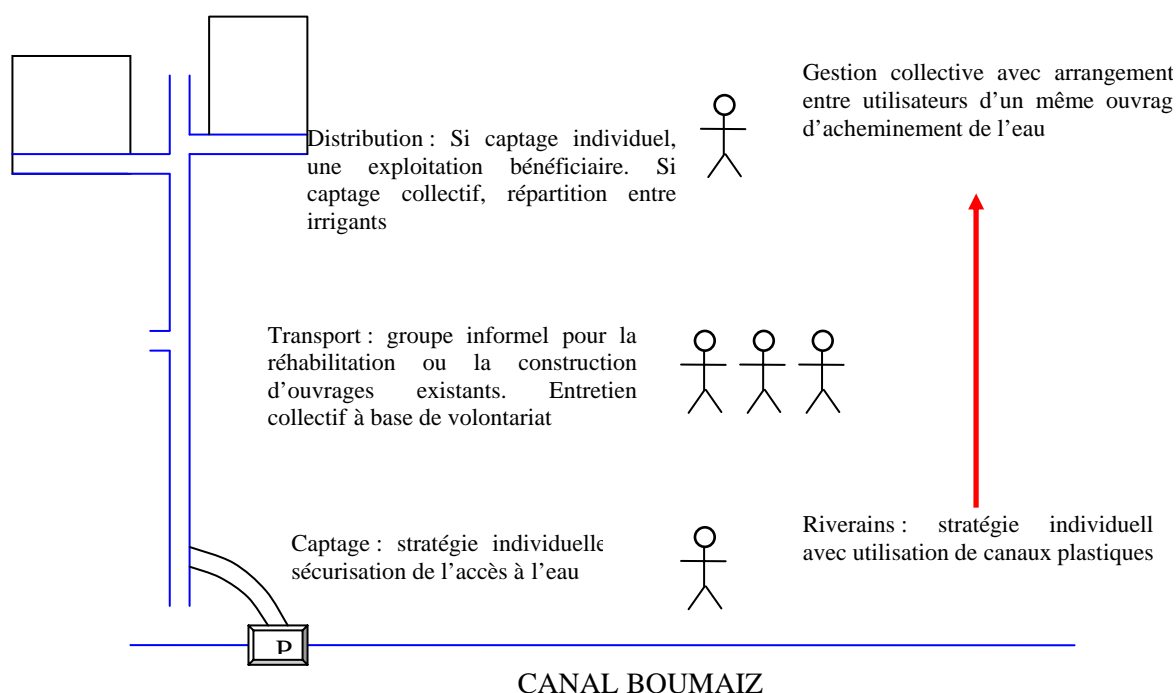 Gestion collective avec arrangement
entre utilisateurs d’un même ouvrag
d’acheminement de l’eau
Distribution : Si captage individuel,
une exploitation bénéficiaire. Si
captage collectif, répartition entre
irrigants
Transport : groupe informel pour la
réhabilitation ou la construction
d’ouvrages existants. Entretien
collectif à base de volontariat
Captage : stratégie individuelle
sécurisation de l’accès à l’eau
Riverains : stratégie individuell
avec utilisation de canaux plastiques
P
CANAL BOUMAIZ